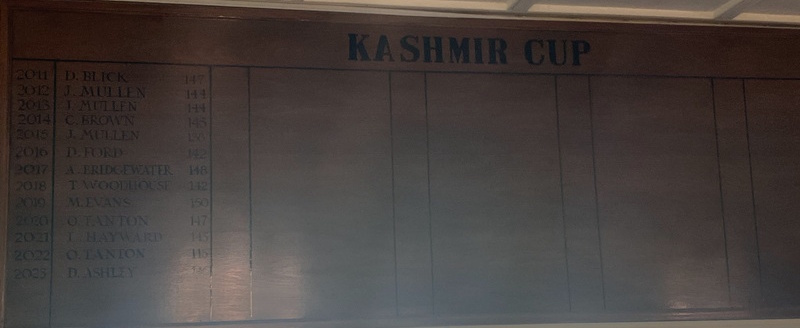 KASHMIR CUP
2011 D. BLICK 147
2012 J. MULLEN 144
2013 J. MULLEN 144
2014 C. BROWN 145
2015 J. MULLEN
2016 D. FORD 142
2017 A. BRIDGEWATER 148
2018 T. WOODHOUSE 142
2019 M. EVANS 150
2020 O. TANTON 147
2021 HAYWARD
2022 O. TANTON
2023 B. ASHLEY